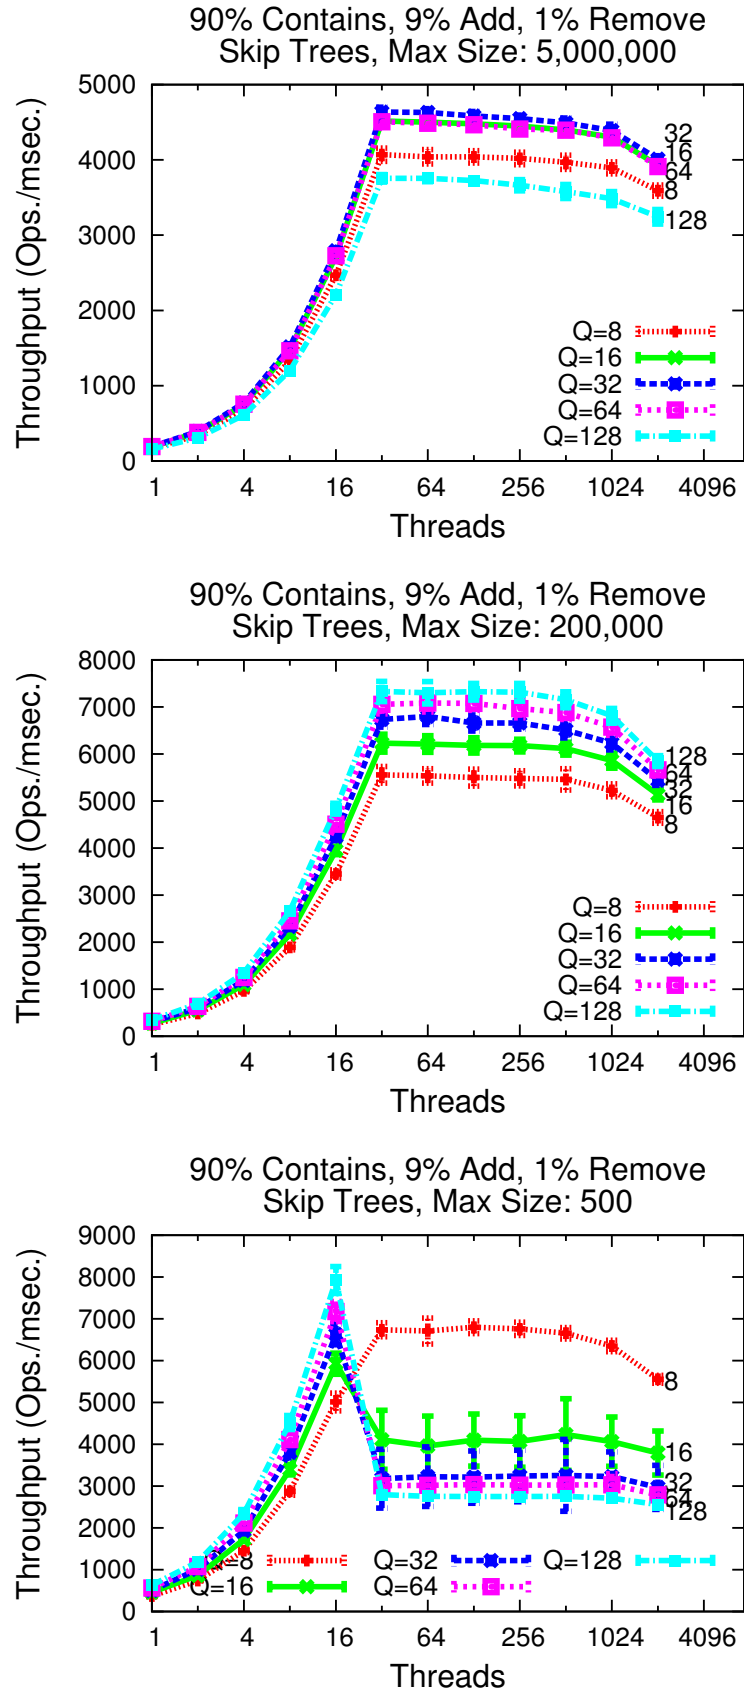 90% Contains, 9% Add, 1% Remove
Skip Trees, Max Size: 5,000,000
Throughput (Ops./msec.)
5000
4000
3000
2000
1000
0
32
16
64
8
128
Q=8
Q=16
Q=32
Q=64
Q=128
1 4 16 64 256 1024 4096
Threads
90% Contains, 9% Add, 1% Remove
Skip Trees, Max Size: 200,000
Throughput (Ops./msec.)
8000
7000
6000
5000
4000
3000
2000
1000
0
128
64
32
16
8
Q=8
Q=16
Q=32
Q=64
Q=128
1 4 16 64 256 1024 4096
Threads
90% Contains, 9% Add, 1% Remove
Skip Trees, Max Size: 500
Throughput (Ops./msec.)
9000
8000
7000
6000
5000
4000
3000
2000
1000
0
8
16
32
64
128
Q=8 Q=32 Q=128
Q=16 Q=64
1 4 16 64 256 1024 4096
Threads